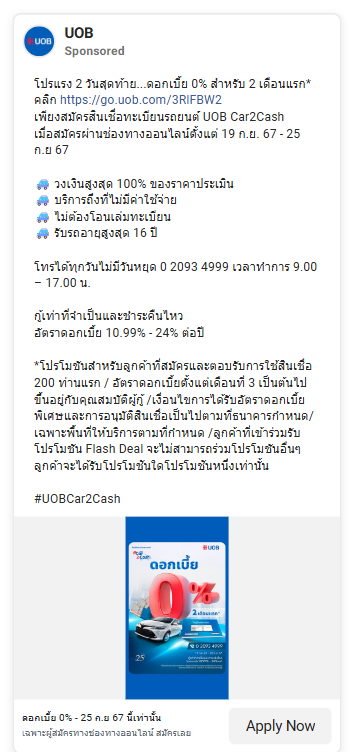 UOB
UOB
Sponsored
โปรแรง 2 วันสุดท้าย...ดอกเบี้ย 0% สำหรับ 2 เดือนแรก*
คลิก https://go.uob.com/3RlFBW2
เพียงสมัครสินเชื่อทะเบียนรถยนต์ UOB Car2Cash
เมื่อสมัครผ่านช่องทางออนไลน์ตั้งแต่ 19 ก.ย. 67 - 25
ก.ย 67
🚙 วงเงินสูงสุด 100% ของราคาประเมิน
🚙 บริการถึงที่ไม่มีค่าใช้จ่าย
🚙 ไม่ต้องโอนเล่มทะเบียน
🚙 รับรถอายุสูงสุด 16 ปี
โทรได้ทุกวันไม่มีวันหยุด 0 2093 4999 เวลาทำการ 9.00
– 17.00 น.
กู้เท่าที่จำเป็นและชำระคืนไหว
อัตราดอกเบี้ย 10.99% - 24% ต่อปี
*โปรโมชันสำหรับลูกค้าที่สมัครและตอบรับการใช้สินเชื่อ
200 ท่านแรก / อัตราดอกเบี้ยตั้งแต่เดือนที่ 3 เป็นต้นไป
ขึ้นอยู่กับคุณสมบัติผู้กู้ /เงื่อนไขการได้รับอัตราดอกเบี้ย
พิเศษและการอนุมัติสินเชื่อเป็นไปตามที่ธนาคารกำหนด/
เฉพาะพื้นที่ให้บริการตามที่กำหนด /ลูกค้าที่เข้าร่วมรับ
โปรโมชัน Flash Deal จะไม่สามารถร่วมโปรโมชันอื่นๆ
ลูกค้าจะได้รับโปรโมชันใดโปรโมชันหนึ่งเท่านั้น
#UOBCar2Cash
UOB
ดอกเบี้ย
0%
2 เดือนแรก*
0 2093 4999
25
ดอกเบี้ย 0% - 25 ก.ย 67 นี้เท่านั้น
เฉพาะผู้สมัครทางช่องทางออนไลน์ สมัครเลย
Apply Now